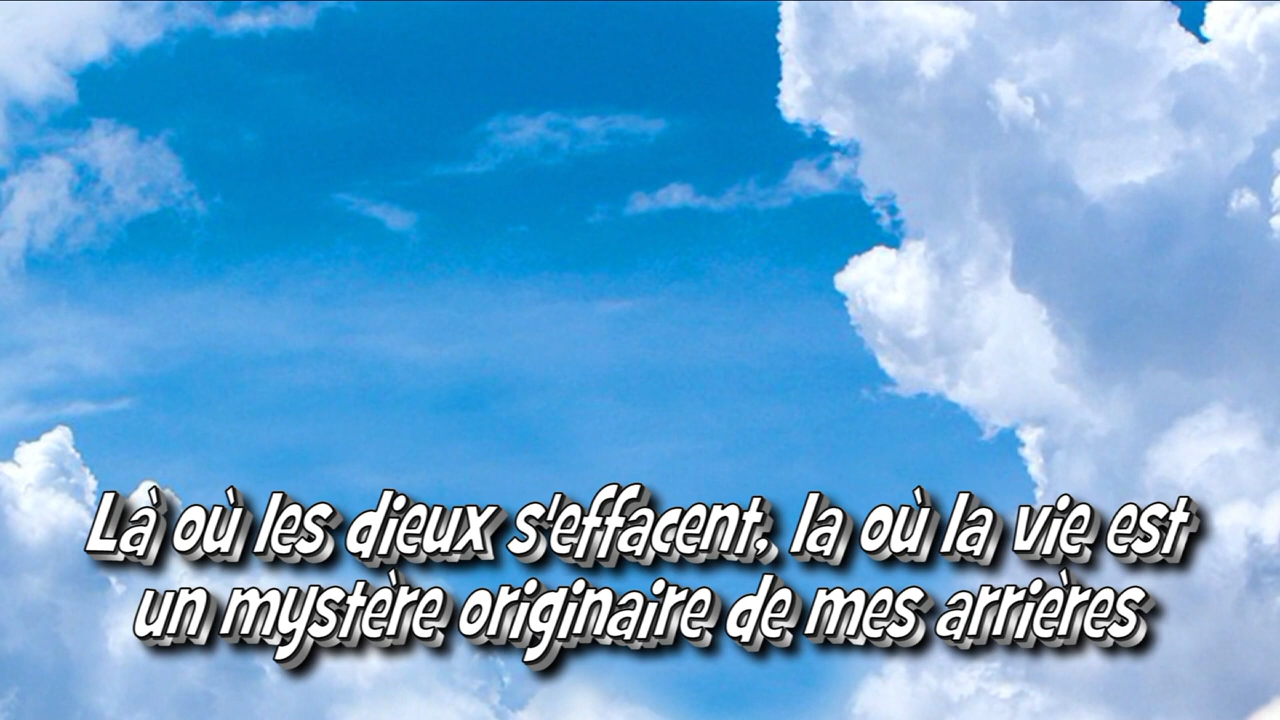 Là où les dieux s'effacent, la où la vie est
un mystère originaire de mes arrières